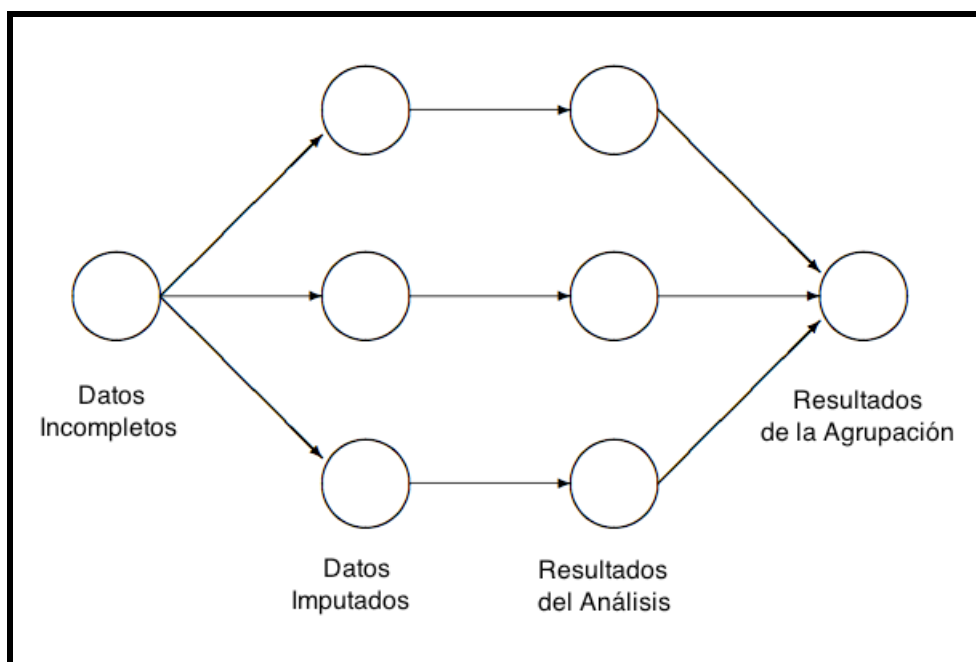 Datos
Incompletos
Datos
Imputados
Resultados
del Análisis
Resultados
de la Agrupación